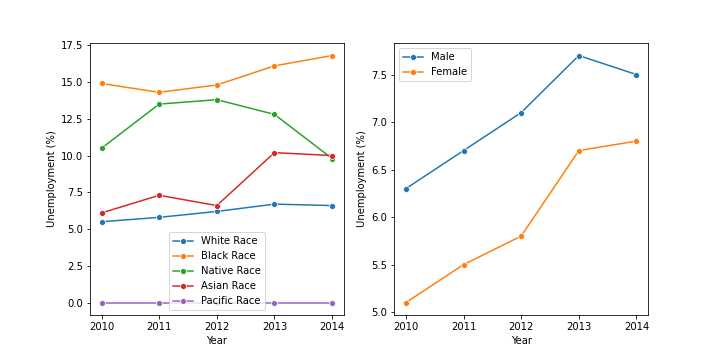 17.5
15.0
12.5
10.0
7.5
5.0
2.5
0.0
Unemployment (%)
White Race
Black Race
Native Race
Asian Race
Pacific Race
2010 2011 2012 2013 2014
Year
Male
Female
7.5
7.0
6.5
6.0
5.5
5.0
Unemployment (%)
2010 2011 2012 2013 2014
Year